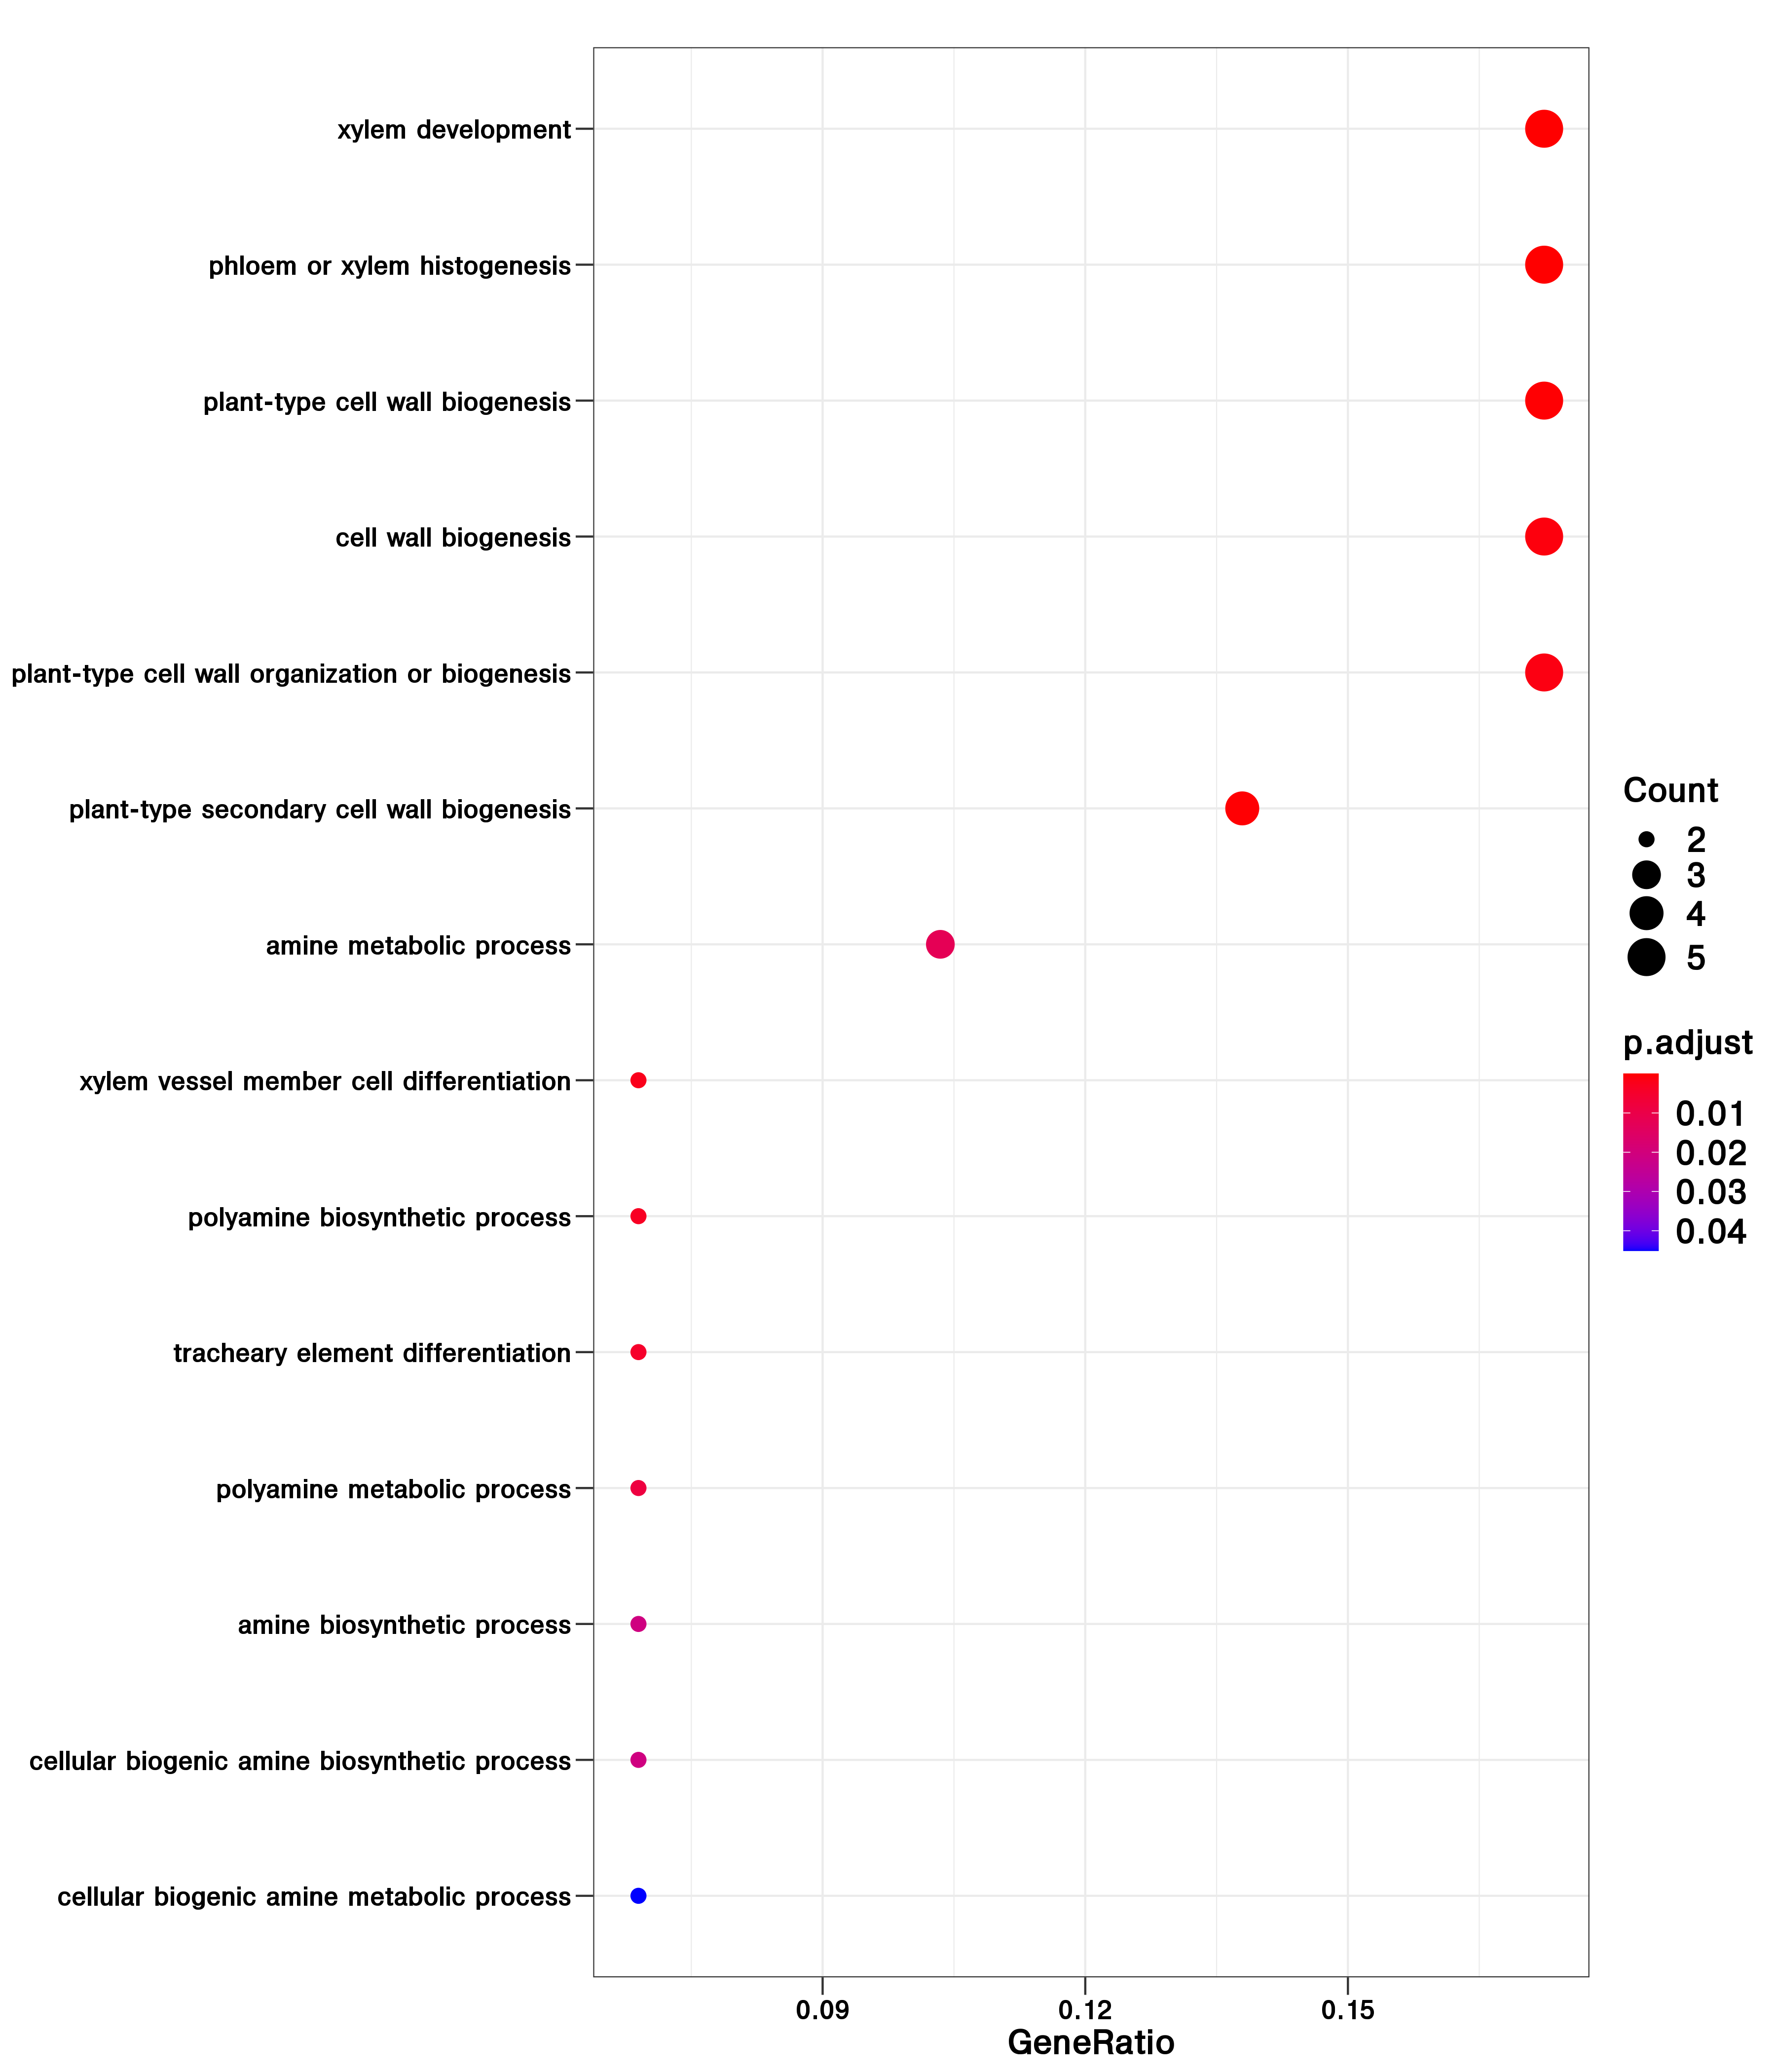 xylem development
phloem or xylem histogenesis
plant-type cell wall biogenesis
cell wall biogenesis
plant-type cell wall organization or biogenesis
plant-type secondary cell wall biogenesis
amine metabolic process
xylem vessel member cell differentiation
polyamine biosynthetic process
tracheary element differentiation
polyamine metabolic process
amine biosynthetic process
cellular biogenic amine biosynthetic process
cellular biogenic amine metabolic process
0.09 0.12 0.15
GeneRatio
Count
2
3
4
5
p.adjust
0.01
0.02
0.03
0.04